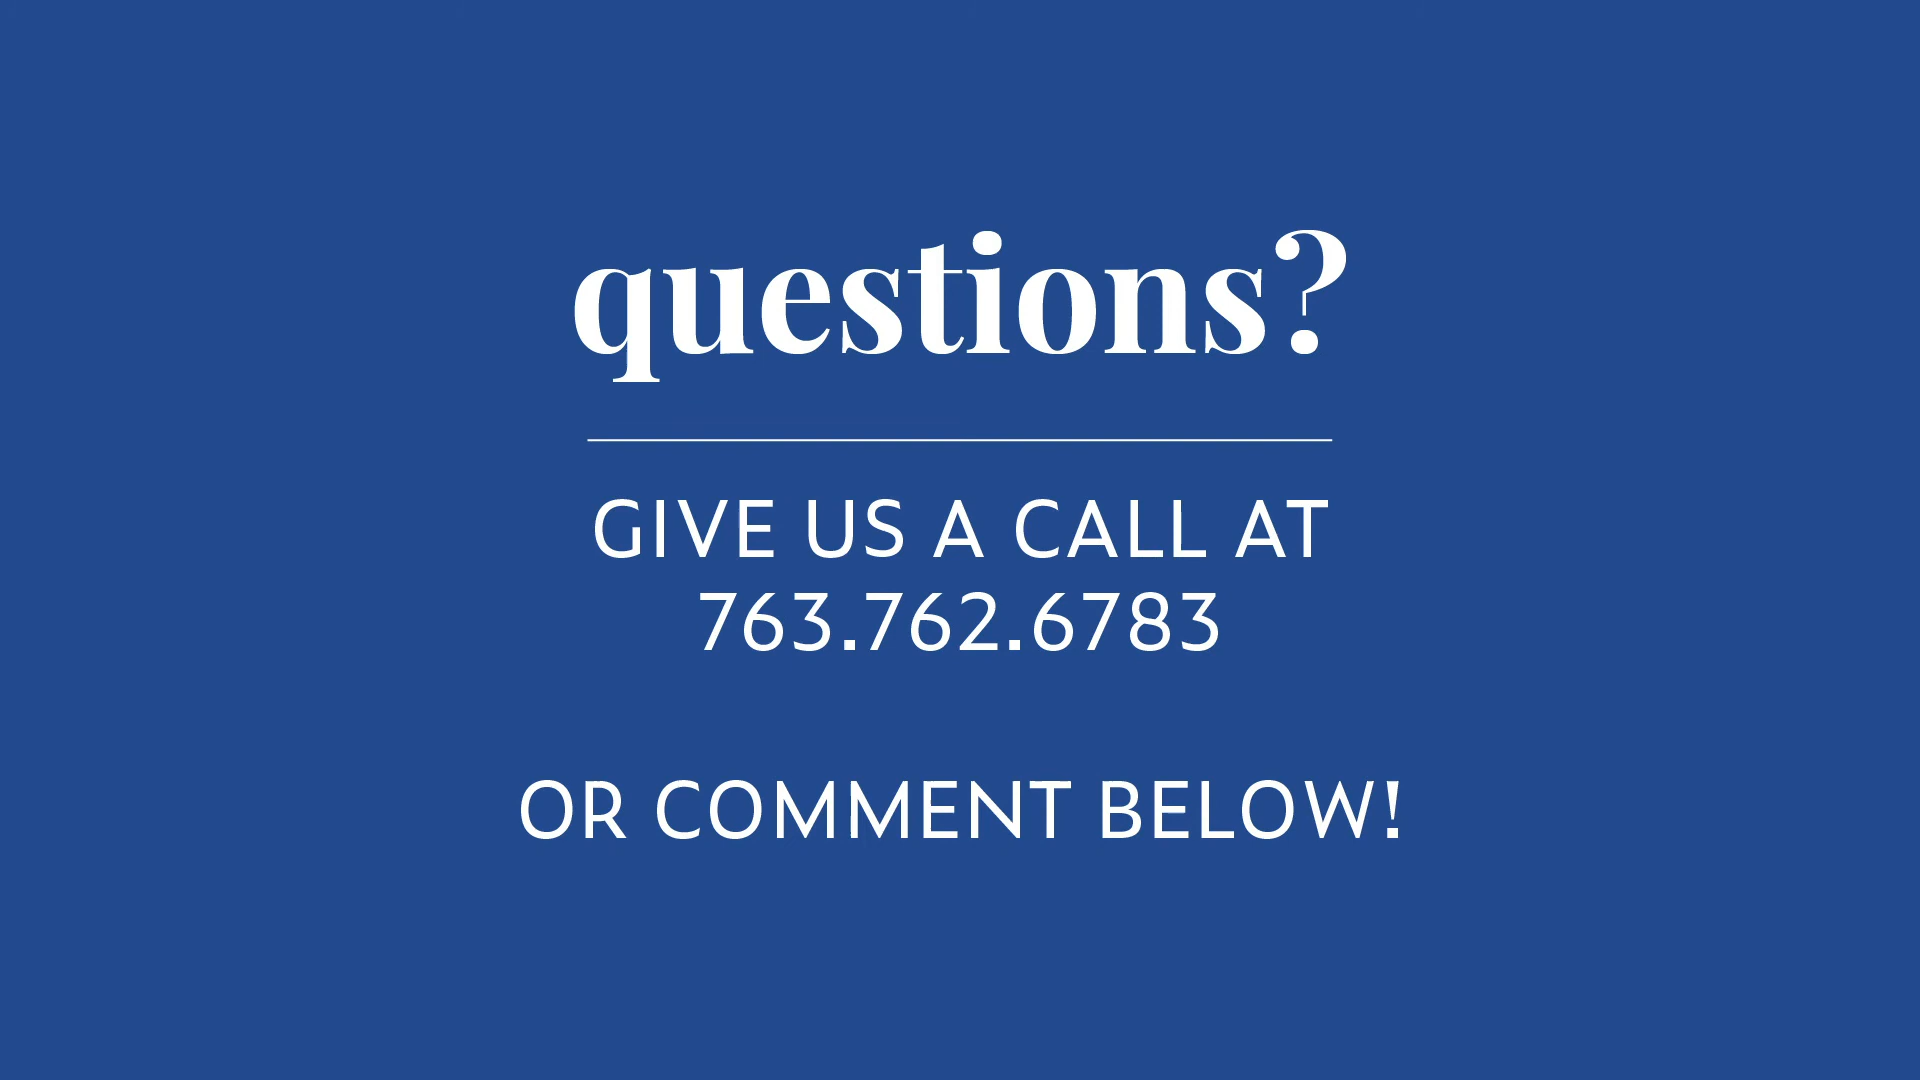 questions?
GIVE US A CALL AT
763.762.6783
OR COMMENT BELOW!